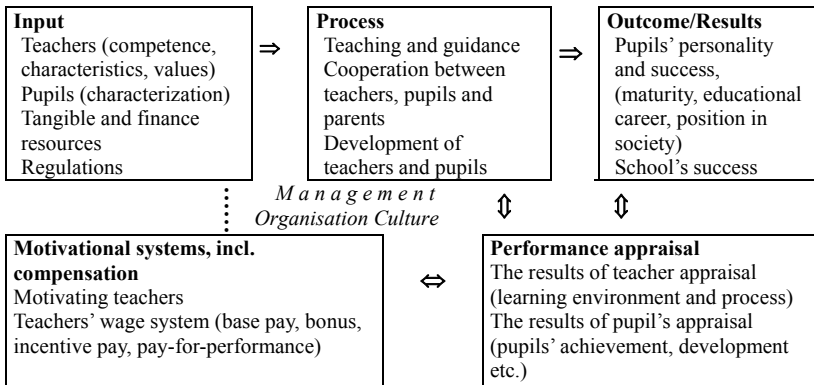 Input
Teachers (competence,
characteristics, values)
Pupils (characterization)
Tangible and finance
resources
Regulations
⇒
Process
Teaching and guidance
Cooperation between
teachers, pupils and
parents
Development of
teachers and pupils
⇒
Outcome/Results
Pupils' personality
and success,
(maturity, educational
career, position in
society)
School's success
Management
Organisation Culture
⇕
⇕
Motivational systems, incl.
compensation
Motivating teachers
Teachers' wage system (base pay, bonus,
incentive pay, pay-for-performance)
⇔
Performance appraisal
The results of teacher appraisal
(learning environment and process)
The results of pupil's appraisal
(pupils' achievement, development
etc.)